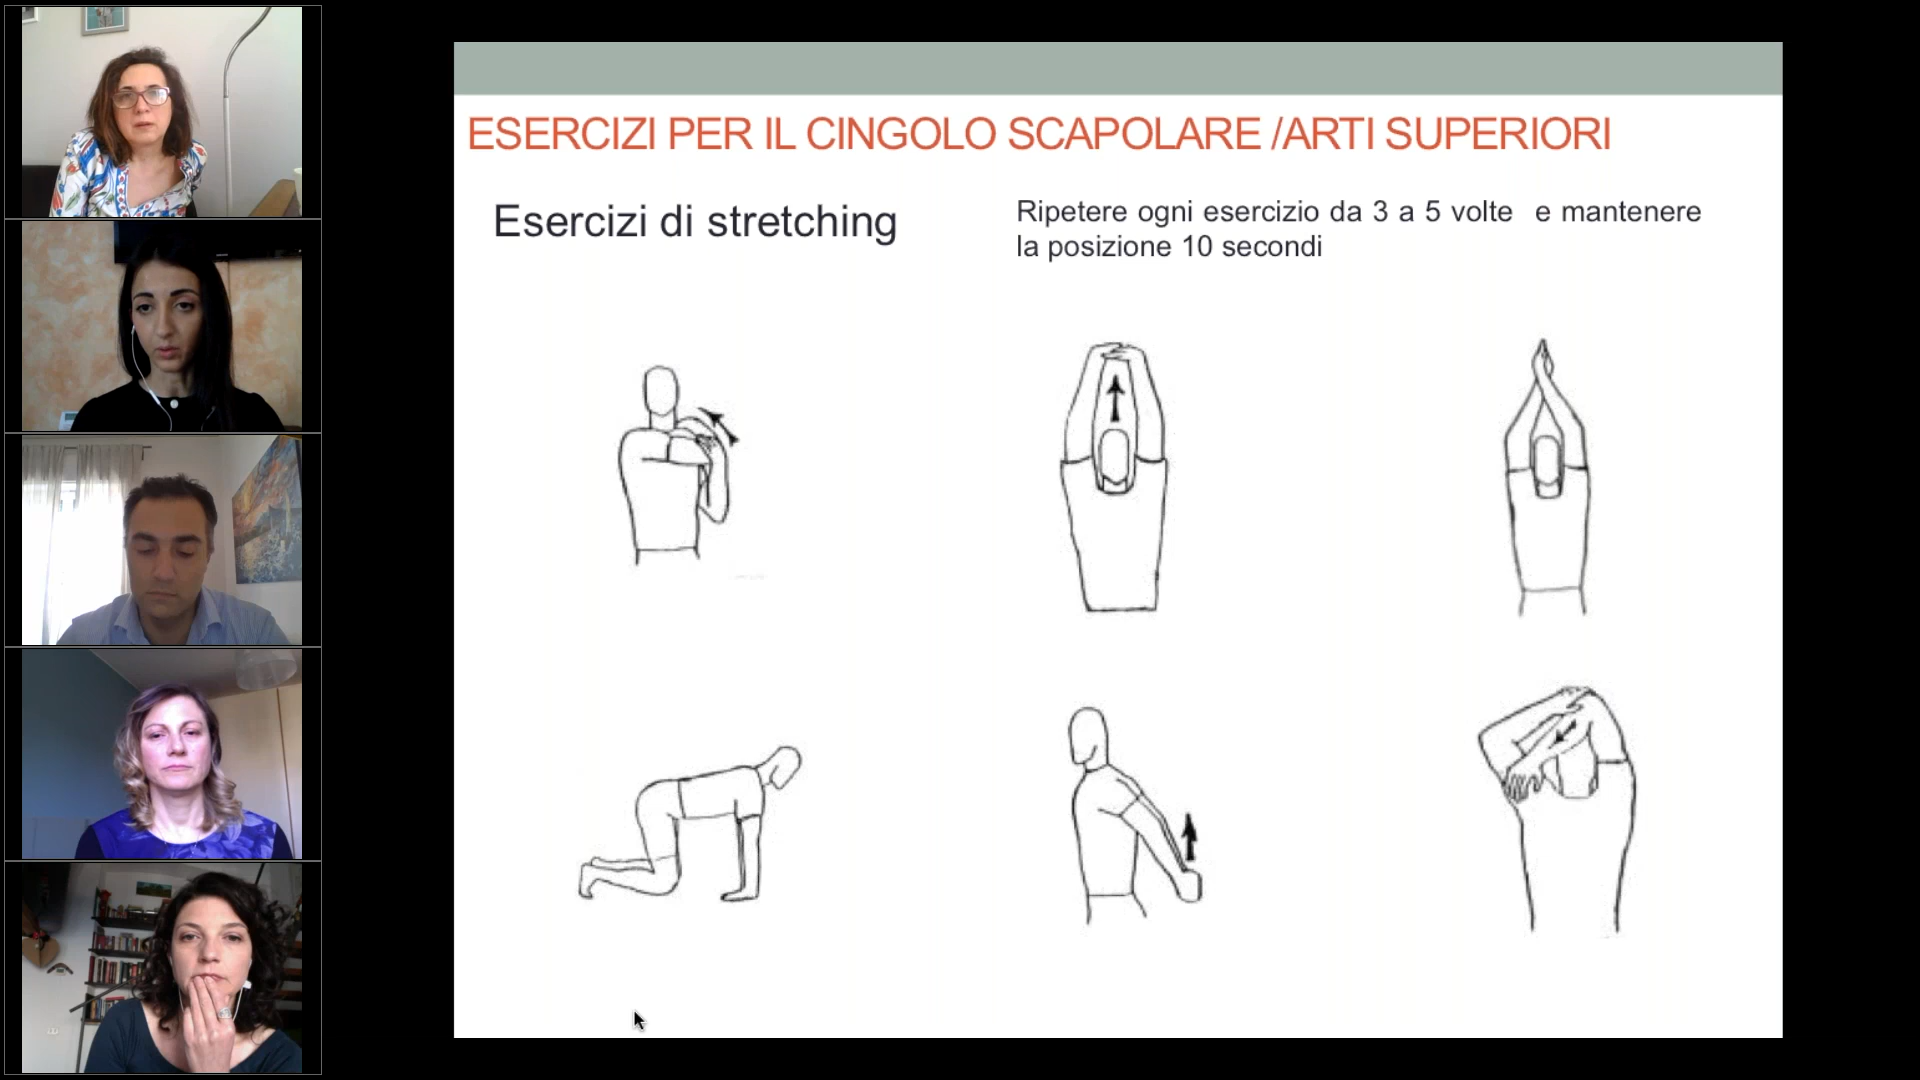 ESERCIZI PER IL CINGOLO SCAPOLARE /ARTI SUPERIORI
Esercizi di stretching
Ripetere ogni esercizio da 3 a 5 volte e mantenere
la posizione 10 secondi